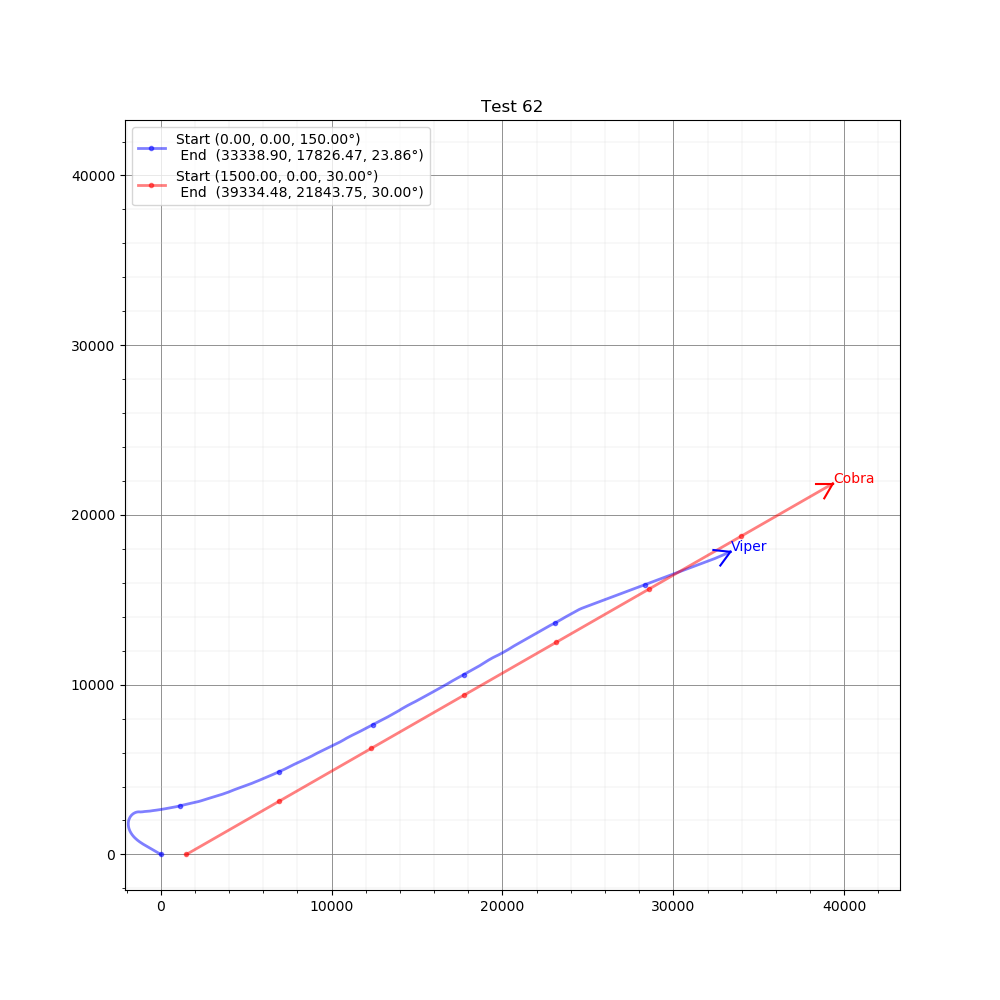 Test 62
Start (0.00, 0.00, 150.00°)
End (33338.90, 17826.47, 23.86°)
Start (1500.00, 0.00, 30.00°)
End (39334.48, 21843.75, 30.00°)
40000
30000
20000
10000
0
Cobra
Viper
0 10000 20000 30000 40000